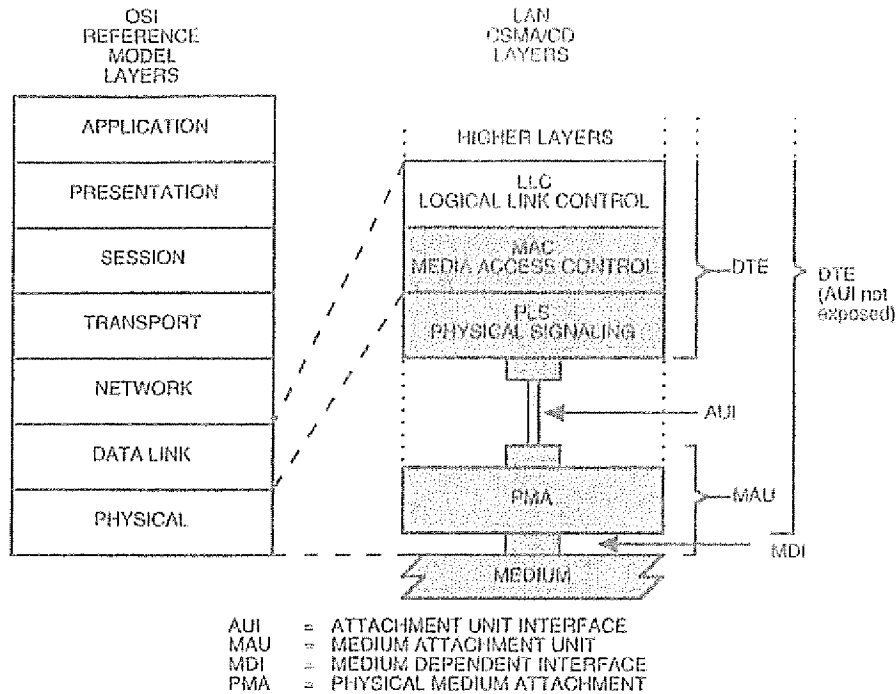 OSI
REFERENCE
MODEL
LAYERS
LAN
CSMA/CD
LAYERS
APPLICATION
PRESENTATION
SESSION
TRANSPORT
NETWORK
DATA LINK
PHYSICAL
HIGHER LAYERS
LLC
LOGICAL LINK CONTROL
MAC
MEDIA ACCESS CONTROL
PLS
PHYSICAL SIGNALING
DTE
DTE
(AUI not
exposed)
AUI
PMA
MAU
MDI
MEDIUM
AUI = ATTACHMENT UNIT INTERFACE
MAU = MEDIUM ATTACHMENT UNIT
MDI = MEDIUM DEPENDENT INTERFACE
PMA = PHYSICAL MEDIUM ATTACHMENT